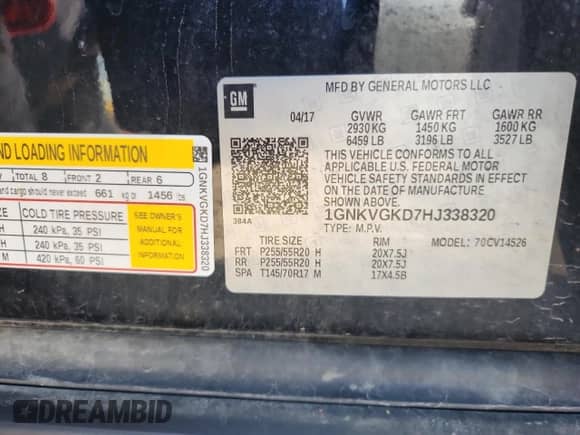 ND LOADING INFORMATION
TOTAL 8 FRONT 2 REAR 6
and cargo should never exceed 661 kg or 1456 lbs
SIZE COLD TIRE PRESSURE SEE OWNER'S
H 240 kPa, 35 PSI MANUAL FOR
H 240 kPa, 35 PSI ADDITIONAL
M 420 kPa, 60 PSI INFORMATION
1GNKVGKD7HJ338320
GM
MFD BY GENERAL MOTORS LLC
04/17 GVWR GAWR FRT GAWR RR
2930 KG 1450 KG 1600 KG
6459 LB 3196 LB 3527 LB
THIS VEHICLE CONFORMS TO ALL
APPLICABLE U.S. FEDERAL MOTOR
VEHICLE SAFETY STANDARDS IN EFFECT
ON THE DATE OF MANUFACTURE
SHOWN ABOVE.
1GNKVGKD7HJ338320
384A TYPE: M.P.V.
RIM 70CV14526
FRT P255/55R20 H 20X7.5J
RR P255/55R20 H 20X7.5J
SPA T145/70R17 M 17X4.5B
DREAMBID